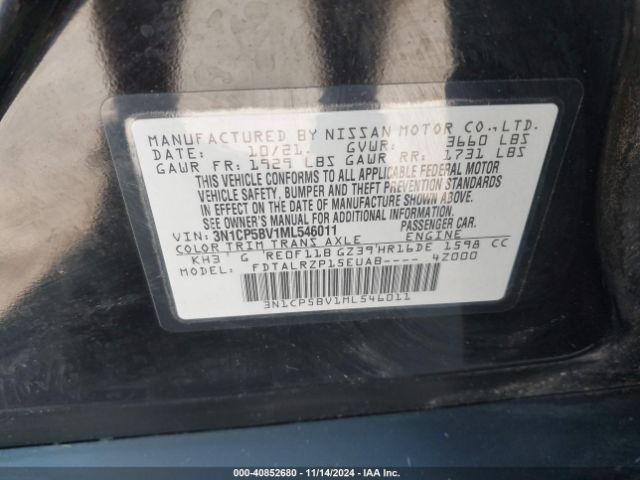 MANUFACTURED BY NISSAN MOTOR CO., LTD.
DATE: 10/21. GVWR: 3660 LBS
GAWR FR: 1929 LBS GAWR RR: 1731 LBS
THIS VEHICLE CONFORMS TO ALL APPLICABLE FEDERAL MOTOR
VEHICLE SAFETY, BUMPER AND THEFT PREVENTION STANDARDS
IN EFFECT ON THE DATE OF MANUFACTURE SHOWN ABOVE.
SEE OWNERS MANUAL FOR ADDITIONAL INFORMATION.
VIN: 3N1CP5BV1ML546011 PASSENGER CAR.
COLOR TRIM TRANS AXLE ENGINE
KH3 G RE0F11B GZ39 HR16DE 1598 CC
MODEL: FDTALRZP15EUAB---- 4Z000
3N1CP5BV1ML546011
000-40852680 - 11/14/2024 - IAA Inc.